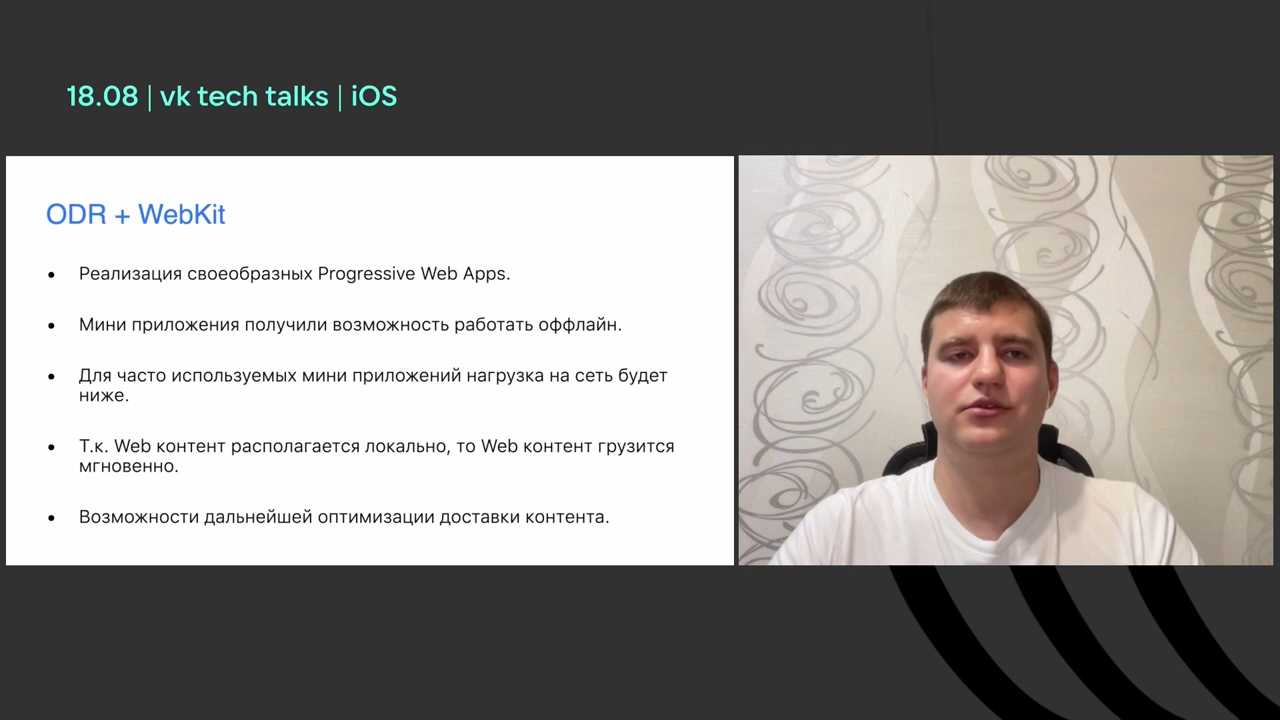 18.08 | vk tech talks | iOS
ODR + WebKit
• Реализация своеобразных Progressive Web Apps.
• Мини приложения получили возможность работать оффлайн.
• Для часто используемых мини приложений нагрузка на сеть будет
ниже.
• Т.к. Web контент располагается локально, то Web контент грузится
мгновенно.
• Возможности дальнейшей оптимизации доставки контента.